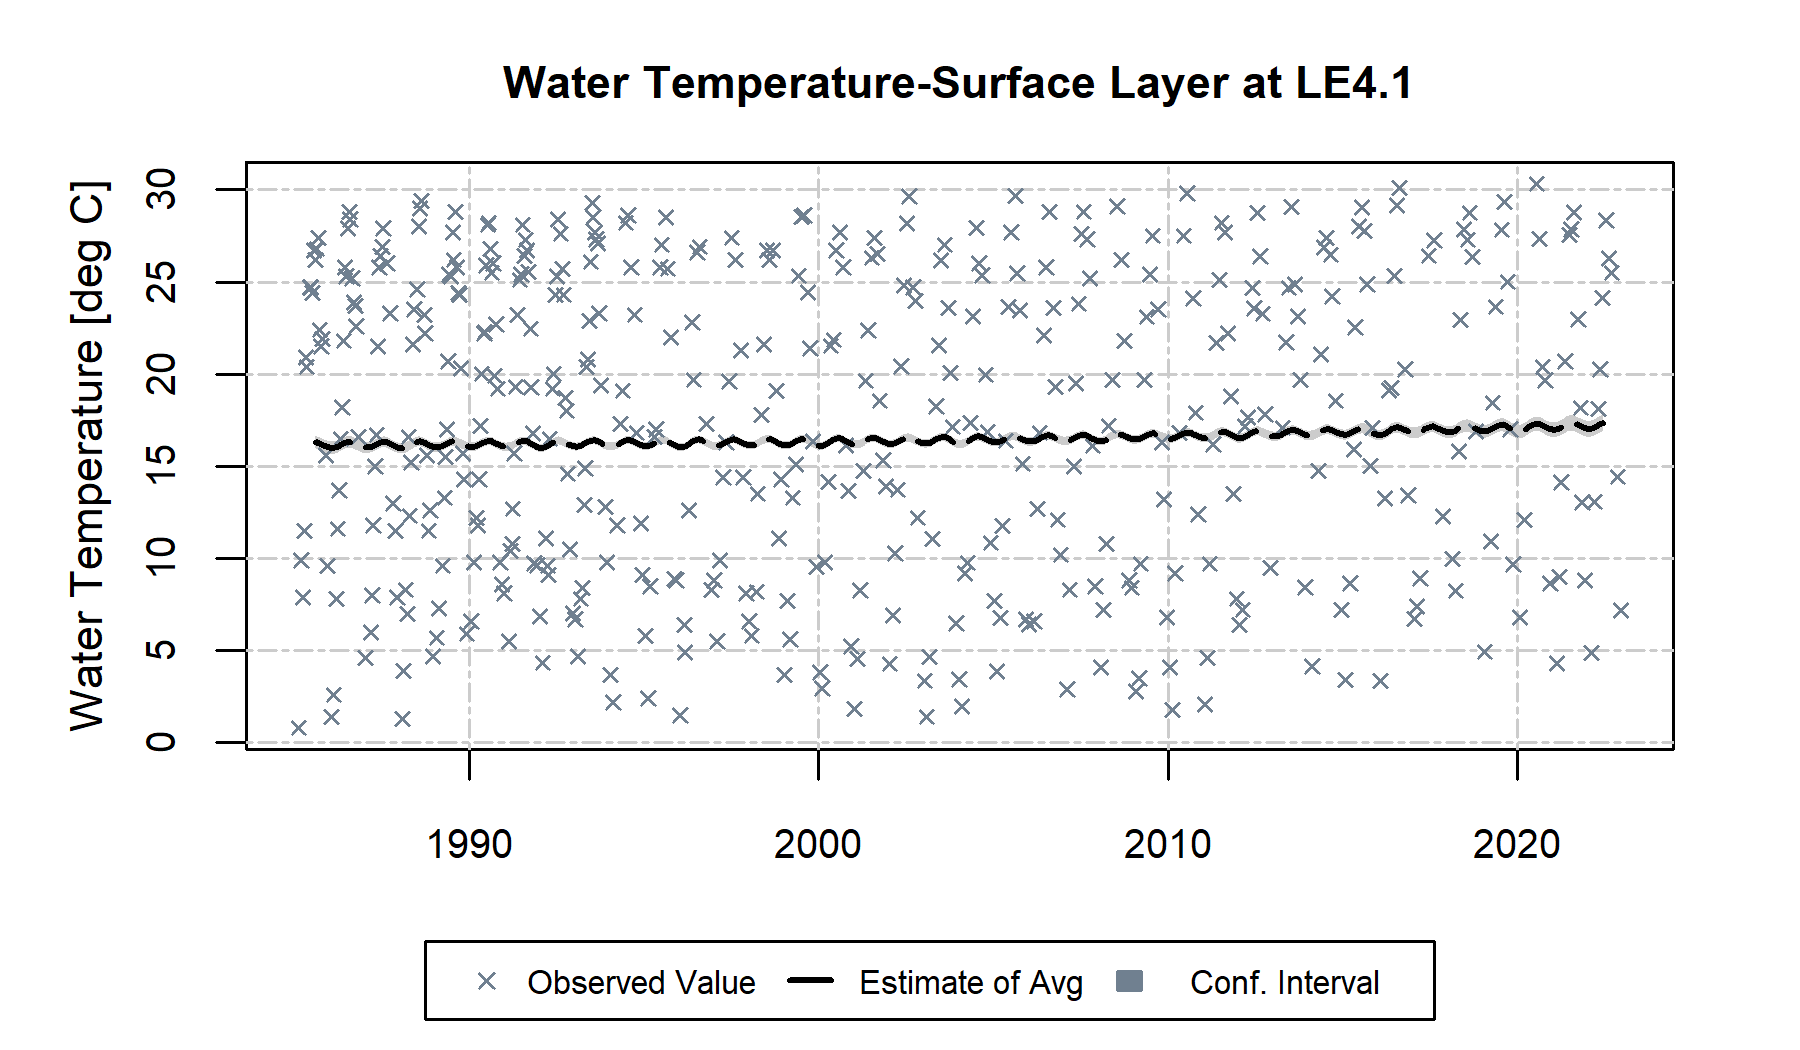 Water Temperature-Surface Layer at LE4.1
Water Temperature [deg C]
30
25
20
15
10
5
0
1990 2000 2010 2020
Observed Value Estimate of Avg Conf. Interval